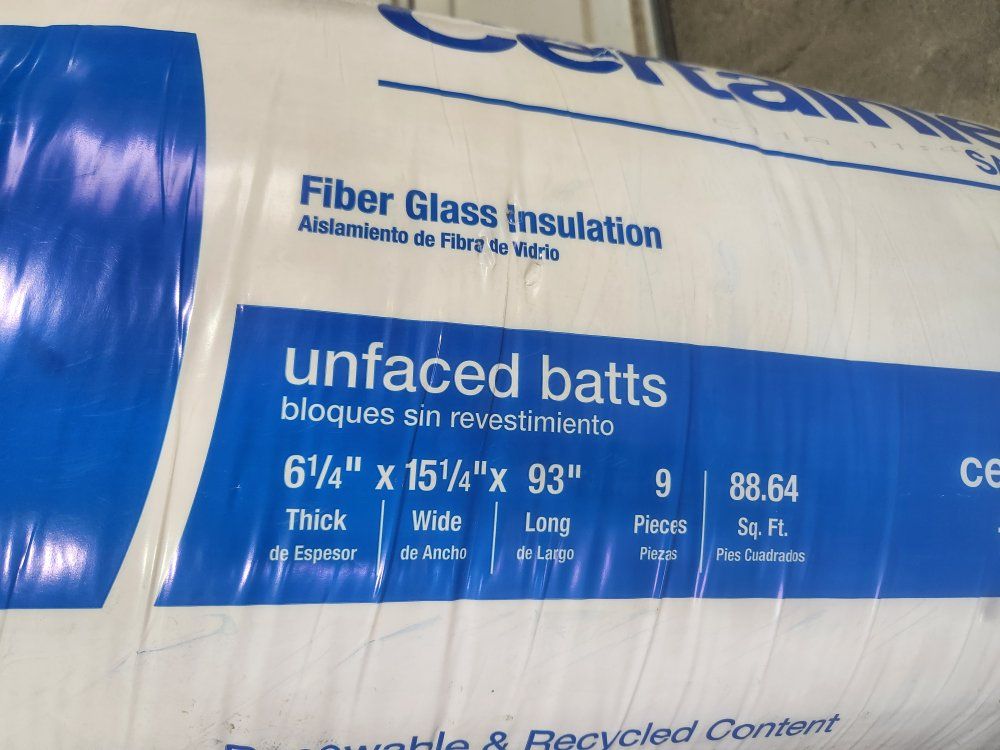 Fiber Glass Insulation
Aislamiento de Fibra de Vidrio
unfaced batts
bloques sin revestimiento
6¼" x 15¼" x 93" 9 88.64
Thick Wide Long Pieces Sq. Ft.
de Espesor de Ancho de Largo Piezas Pies Cuadrados
& Recycled Content